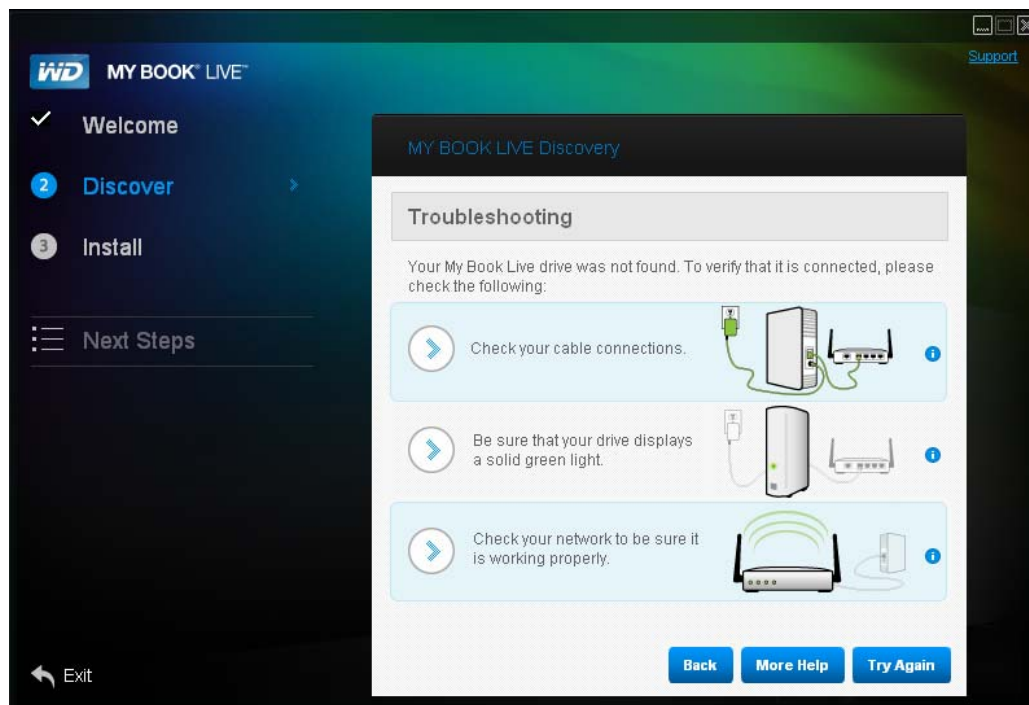 Support
WD MY BOOK® LIVE™
Welcome
2 Discover
3 Install
Next Steps
Exit
MY BOOK LIVE Discovery
Troubleshooting
Your My Book Live drive was not found. To verify that it is connected, please
check the following:
Check your cable connections.
Be sure that your drive displays
a solid green light.
Check your network to be sure it
is working properly.
Back More Help Try Again